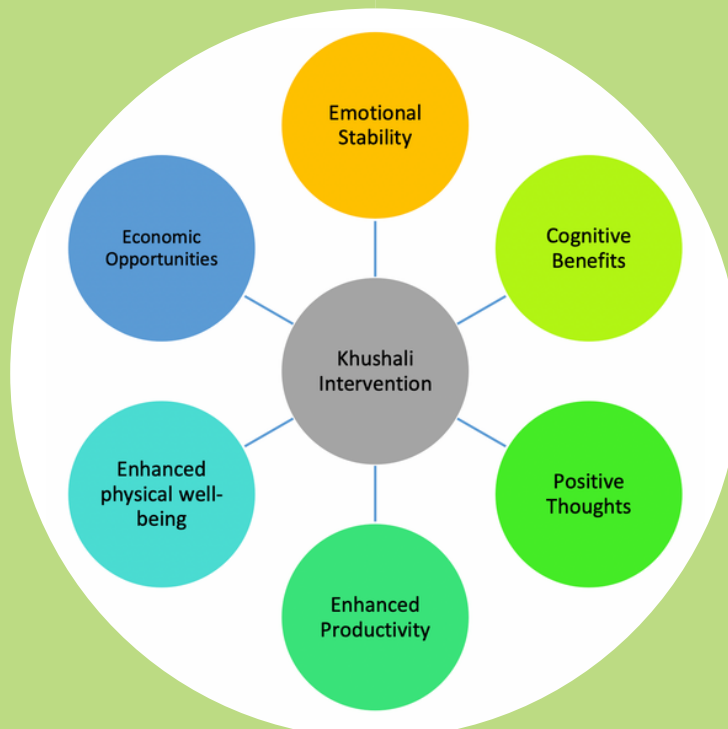 Emotional
Stability
Economic
Opportunities
Cognitive
Benefits
Khushali
Intervention
Enhanced
physical well-
being
Positive
Thoughts
Enhanced
Productivity